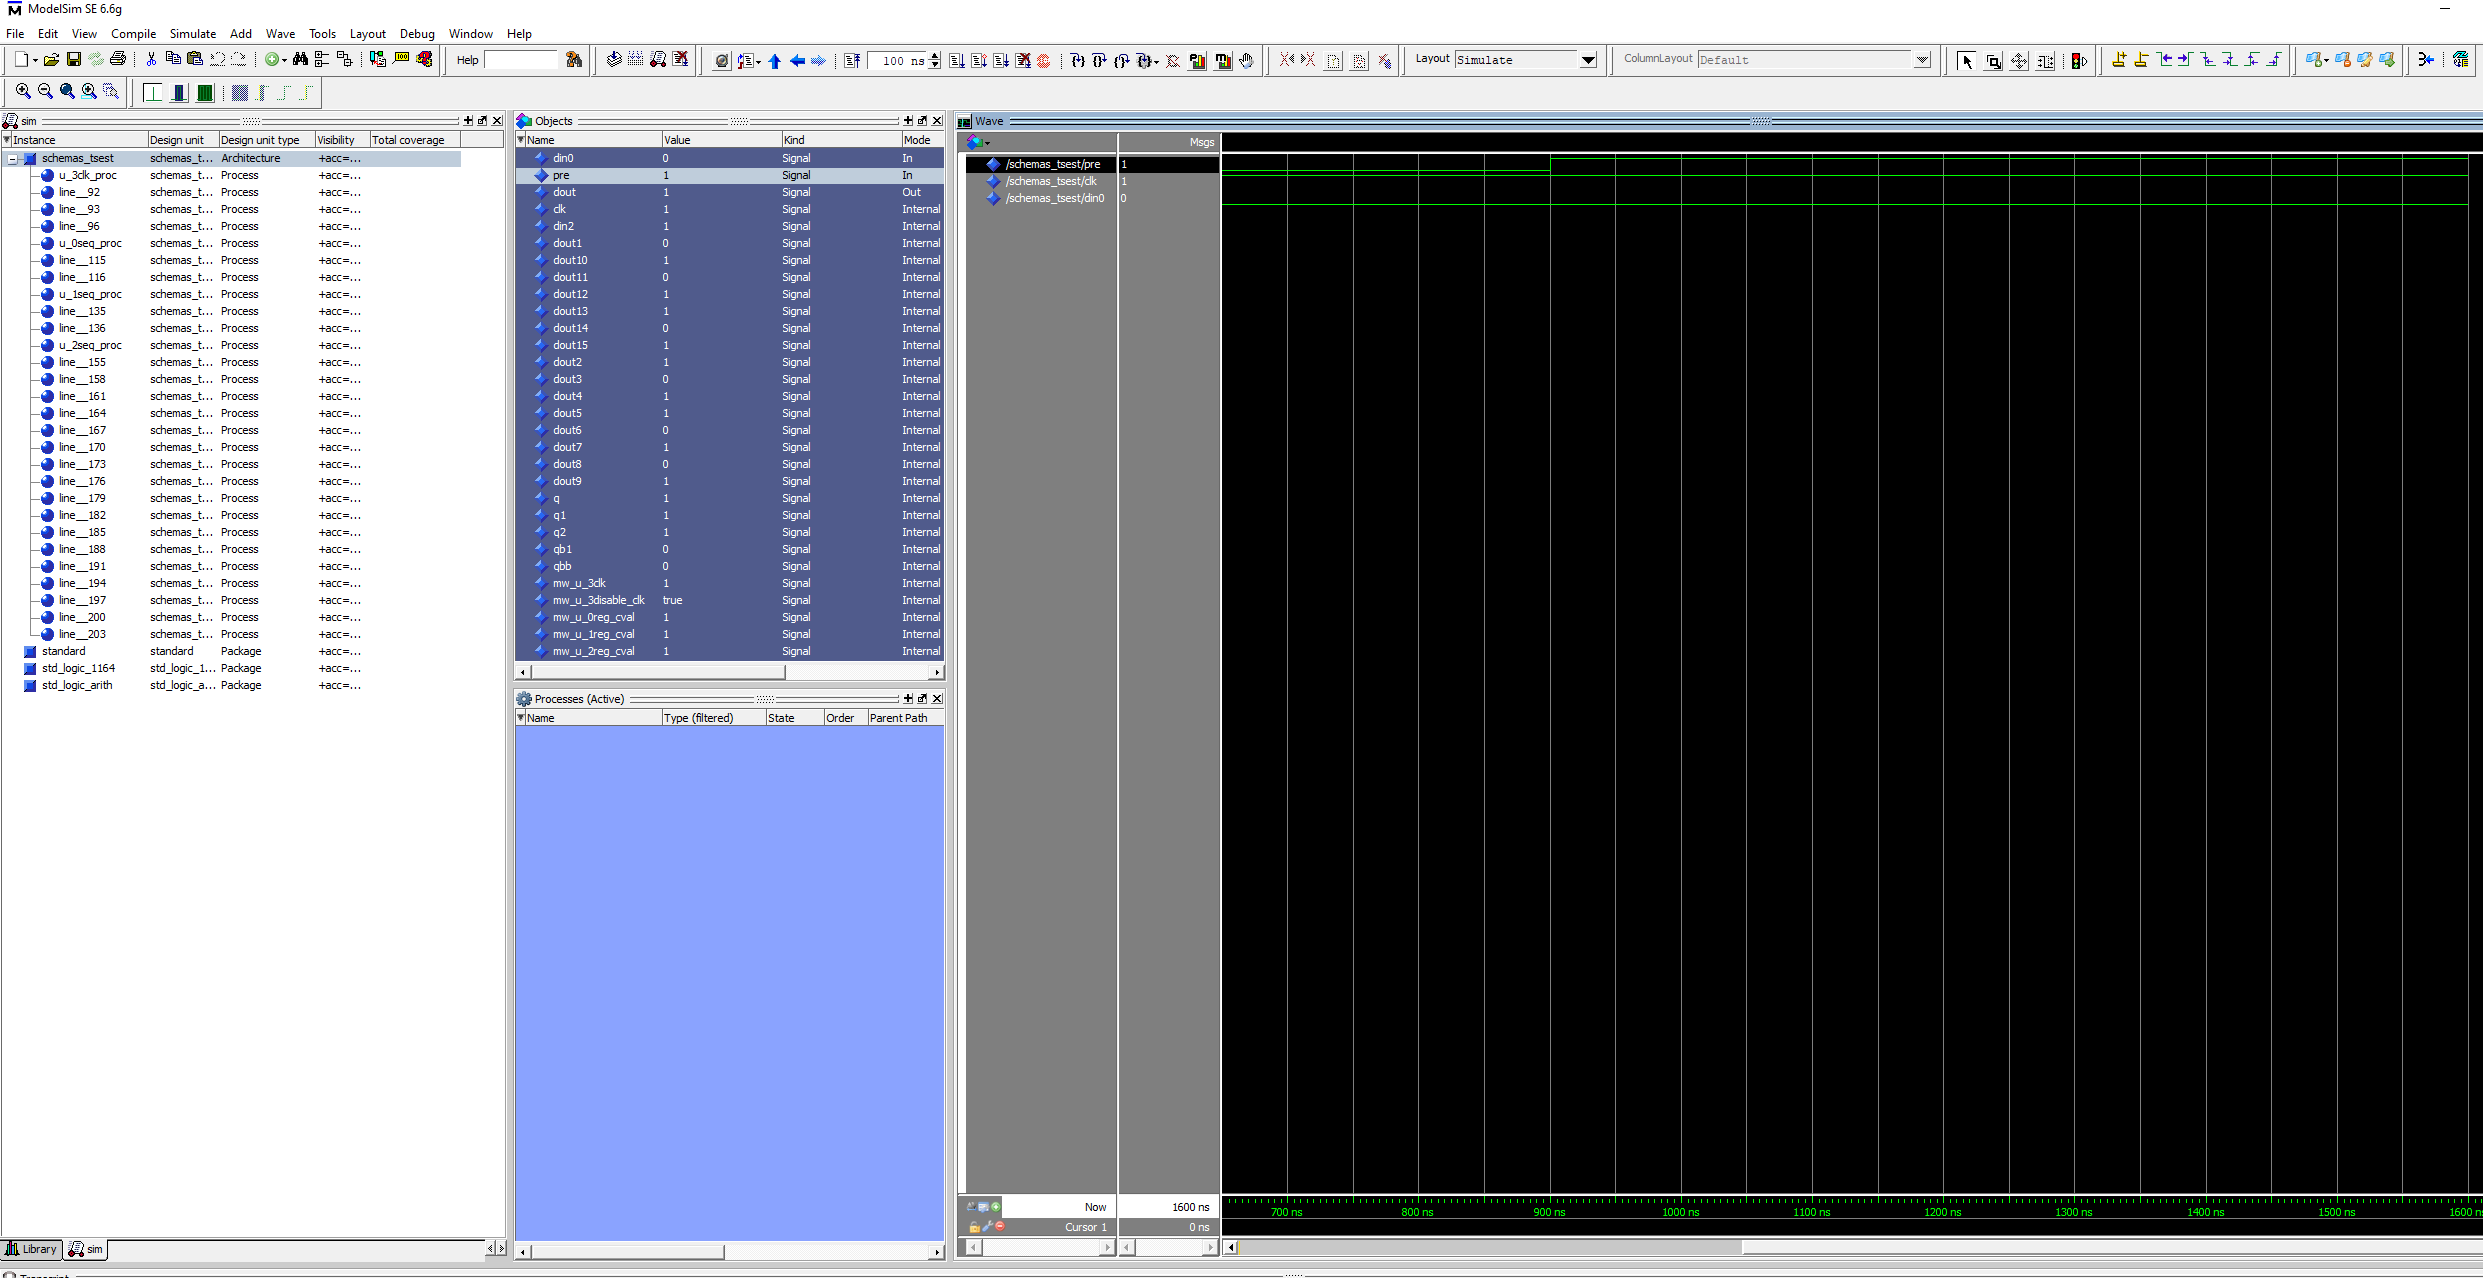 ModelSim SE 6.6g
File Edit View Compile Simulate Add Wave Tools Layout Debug Window Help
Help 100 ns Layout Simulate ColumnLayout Default
sim
Instance Design unit Design unit type Visibility Total coverage
schemas_tsest schemas_t... Architecture +acc=...
u_3clk_proc schemas_t... Process +acc=...
line__92 schemas_t... Process +acc=...
line__93 schemas_t... Process +acc=...
line__96 schemas_t... Process +acc=...
u_0seq_proc schemas_t... Process +acc=...
line__115 schemas_t... Process +acc=...
line__116 schemas_t... Process +acc=...
u_1seq_proc schemas_t... Process +acc=...
line__135 schemas_t... Process +acc=...
line__136 schemas_t... Process +acc=...
u_2seq_proc schemas_t... Process +acc=...
line__155 schemas_t... Process +acc=...
line__158 schemas_t... Process +acc=...
line__161 schemas_t... Process +acc=...
line__164 schemas_t... Process +acc=...
line__167 schemas_t... Process +acc=...
line__170 schemas_t... Process +acc=...
line__173 schemas_t... Process +acc=...
line__176 schemas_t... Process +acc=...
line__179 schemas_t... Process +acc=...
line__182 schemas_t... Process +acc=...
line__185 schemas_t... Process +acc=...
line__188 schemas_t... Process +acc=...
line__191 schemas_t... Process +acc=...
line__194 schemas_t... Process +acc=...
line__197 schemas_t... Process +acc=...
line__200 schemas_t... Process +acc=...
line__203 schemas_t... Process +acc=...
standard standard Package +acc=...
std_logic_1164 std_logic_1... Package +acc=...
std_logic_arith std_logic_a... Package +acc=...
Library sim
Objects
Name Value Kind Mode
din0 0 Signal In
pre 1 Signal In
dout 1 Signal Out
clk 1 Signal Internal
din2 1 Signal Internal
dout1 0 Signal Internal
dout10 1 Signal Internal
dout11 0 Signal Internal
dout12 1 Signal Internal
dout13 1 Signal Internal
dout14 0 Signal Internal
dout15 1 Signal Internal
dout2 1 Signal Internal
dout3 0 Signal Internal
dout4 1 Signal Internal
dout5 1 Signal Internal
dout6 0 Signal Internal
dout7 1 Signal Internal
dout8 0 Signal Internal
dout9 1 Signal Internal
q 1 Signal Internal
q1 1 Signal Internal
q2 1 Signal Internal
qb1 0 Signal Internal
qbb 0 Signal Internal
mw_u_3clk 1 Signal Internal
mw_u_3disable_clk true Signal Internal
mw_u_0reg_cval 1 Signal Internal
mw_u_1reg_cval 1 Signal Internal
mw_u_2reg_cval 1 Signal Internal
Processes (Active)
Name Type (filtered) State Order Parent Path
Wave
Msgs
/schemas_tsest/pre 1
/schemas_tsest/clk 1
/schemas_tsest/din0 0
Now 1600 ns
Cursor 1 0 ns
700 ns 800 ns 900 ns 1000 ns 1100 ns 1200 ns 1300 ns 1400 ns 1500 ns 1600 n
Transcript